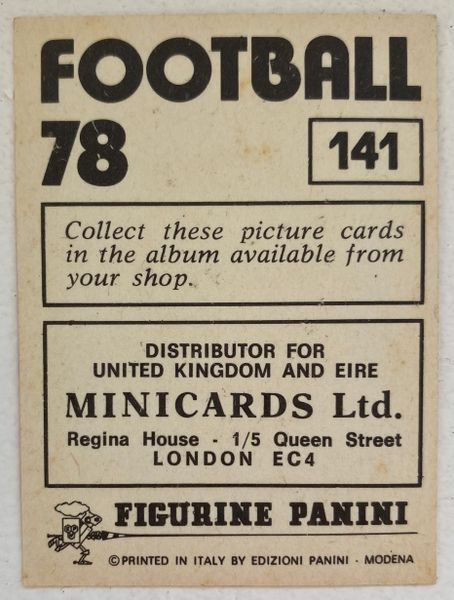 FOOTBALL
78
141
Collect these picture cards
in the album available from
your shop.
DISTRIBUTOR FOR
UNITED KINGDOM AND EIRE
MINICARDS Ltd.
Regina House - 1/5 Queen Street
LONDON EC4
FIGURINE PANINI
©PRINTED IN ITALY BY EDIZIONI PANINI - MODENA